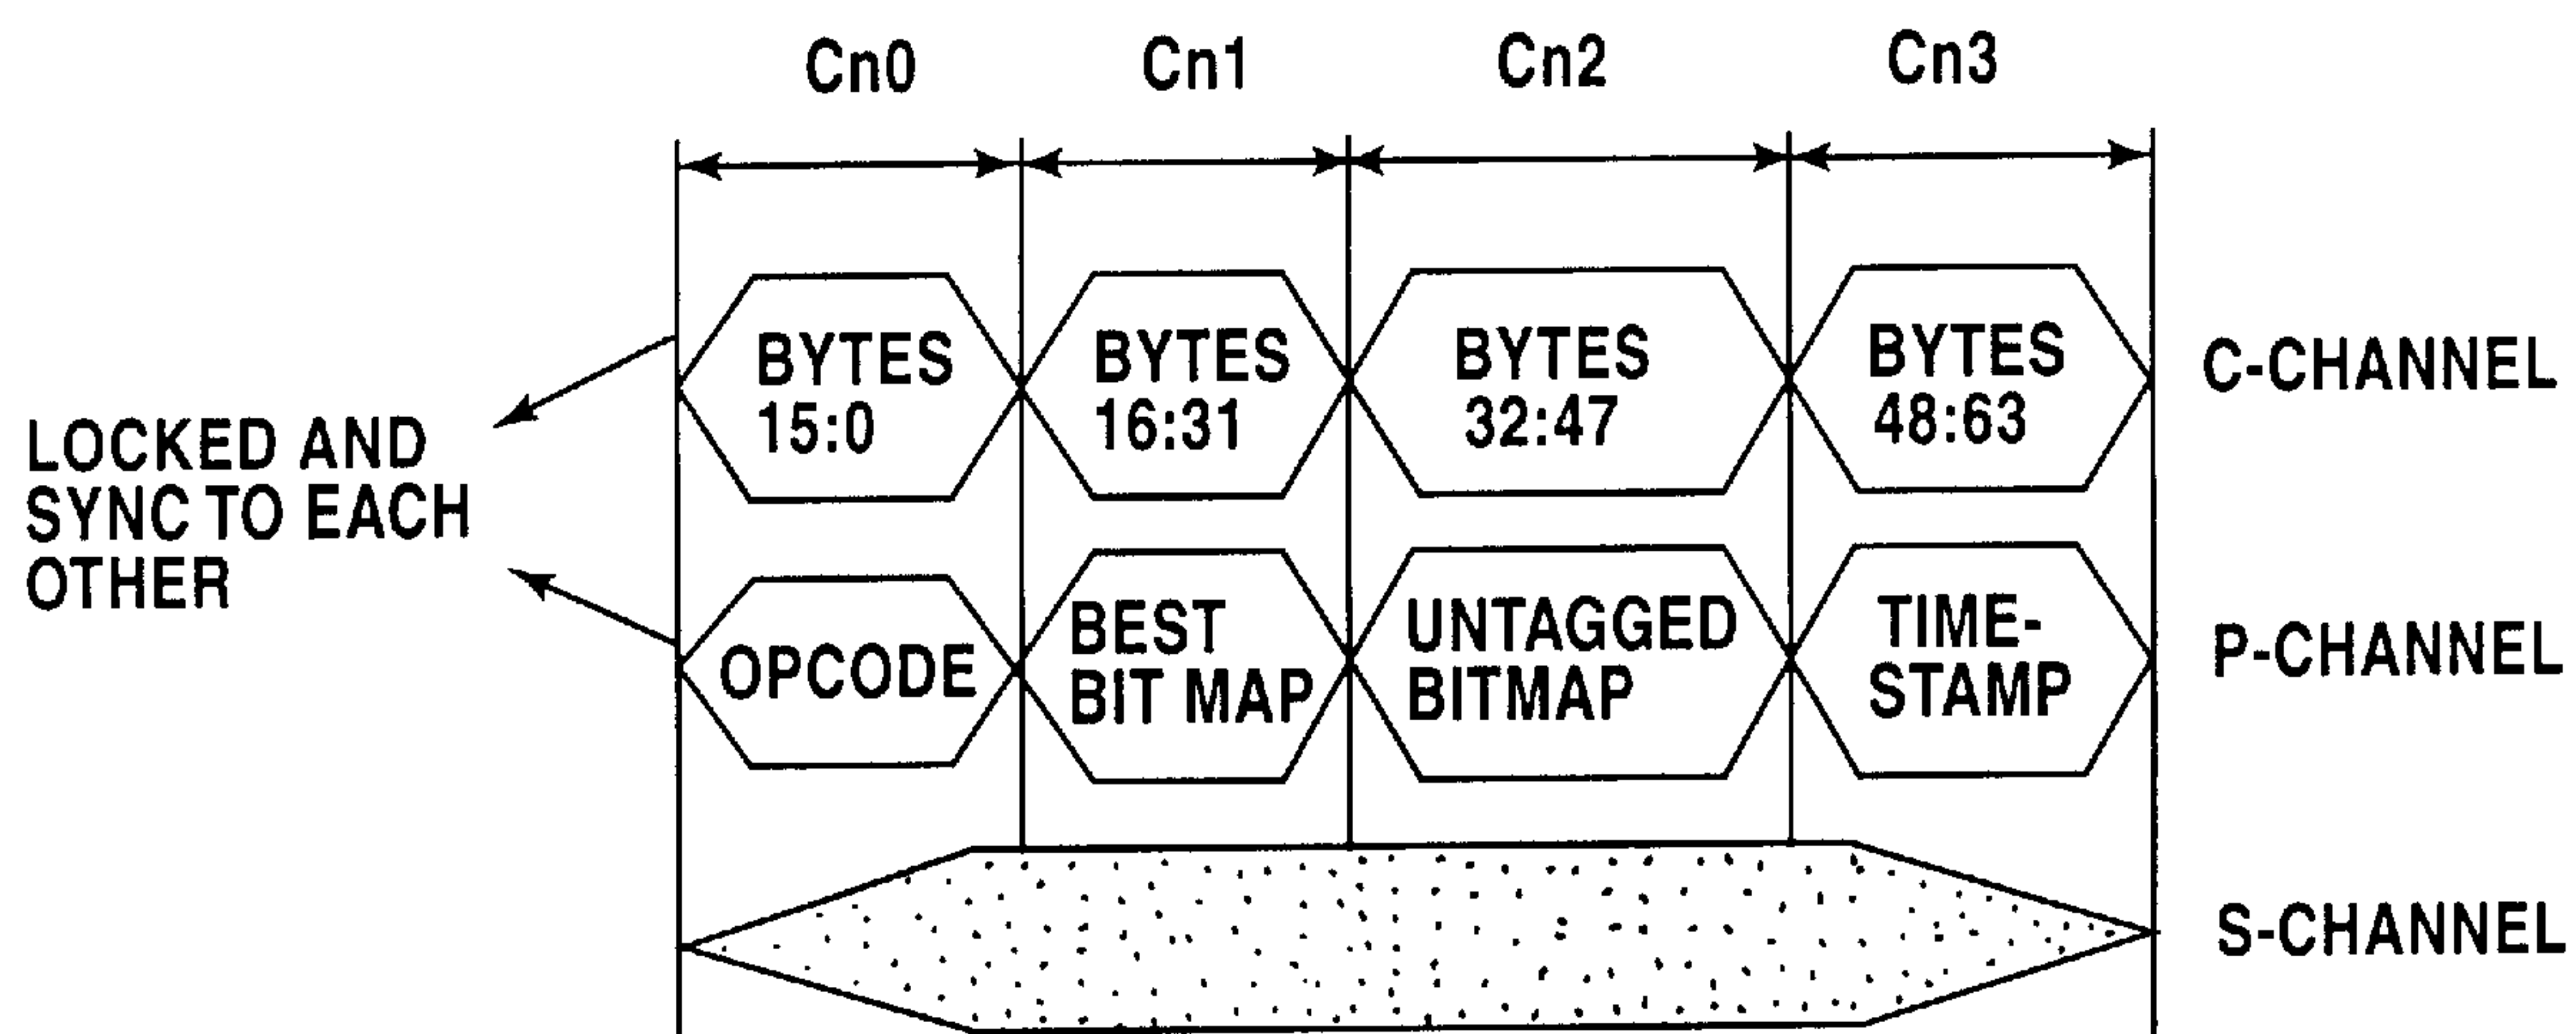 Cn0 Cn1 Cn2 Cn3
BYTES 15:0
BYTES 16:31
BYTES 32:47
BYTES 48:63
C-CHANNEL
LOCKED AND
SYNC TO EACH
OTHER
OPCODE
BEST
BIT MAP
UNTAGGED
BITMAP
TIME-
STAMP
P-CHANNEL
S-CHANNEL